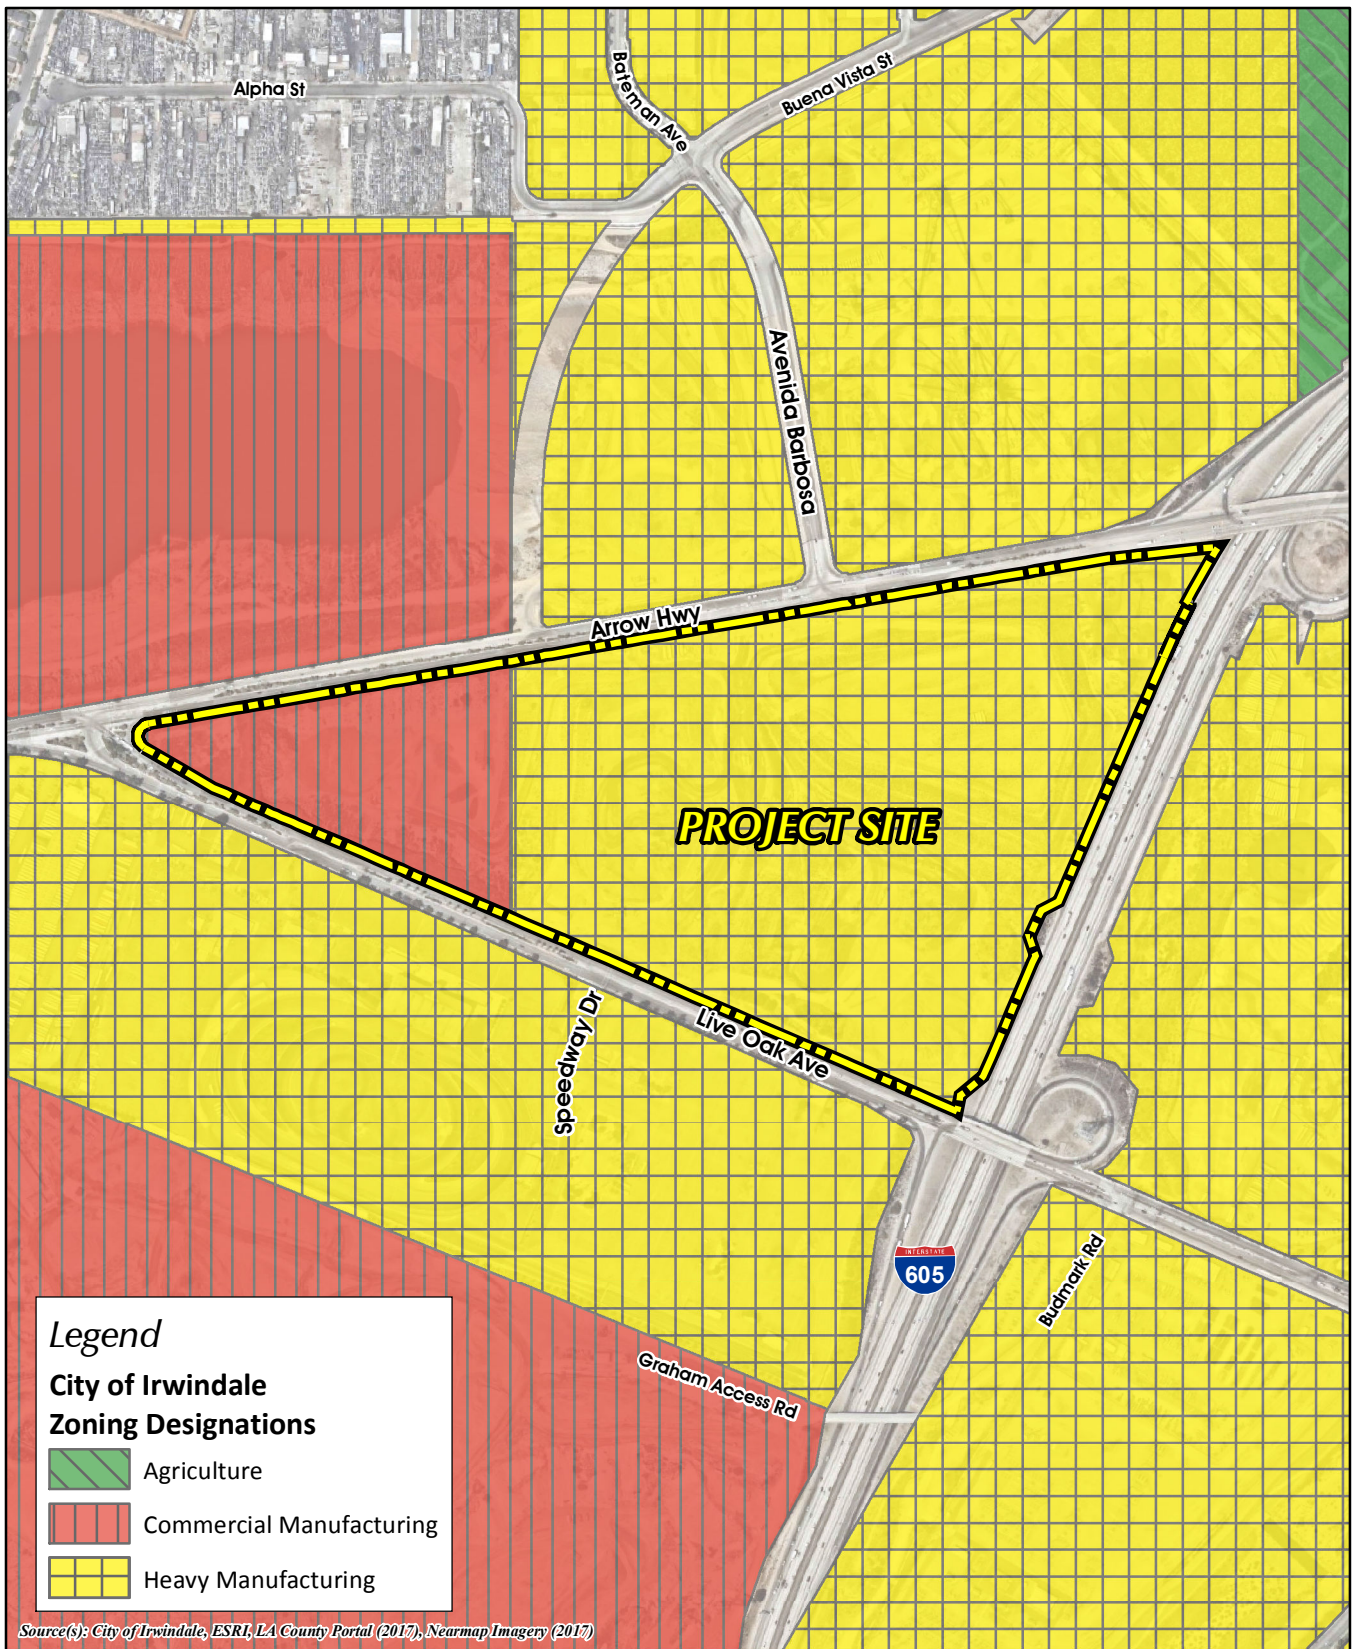 Alpha St
Bateman Ave
Buena Vista St
Avenida Barbosa
Arrow Hwy
PROJECT SITE
Speedway Dr
Live Oak Ave
INTERSTATE
605
Budmark Rd
Graham Access Rd
Legend
City of Irwindale
Zoning Designations
Agriculture
Commercial Manufacturing
Heavy Manufacturing
Source(s): City of Irwindale, ESRI, LA County Portal (2017), Nearmap Imagery (2017)